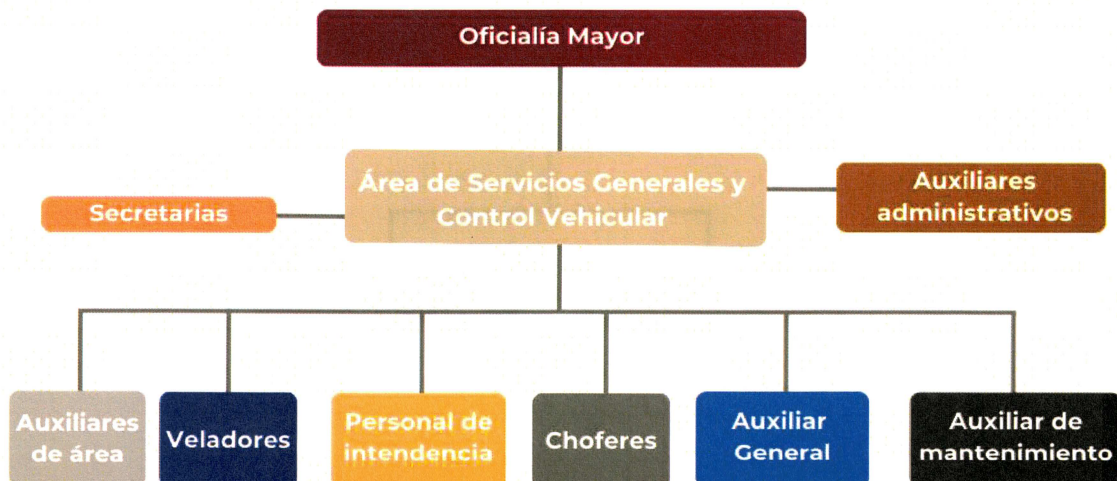 Oficialía Mayor
Área de Servicios Generales y
Control Vehicular
Secretarias
Auxiliares
administrativos
Auxiliares
de área
Veladores
Personal de
intendencia
Choferes
Auxiliar
General
Auxiliar de
mantenimiento